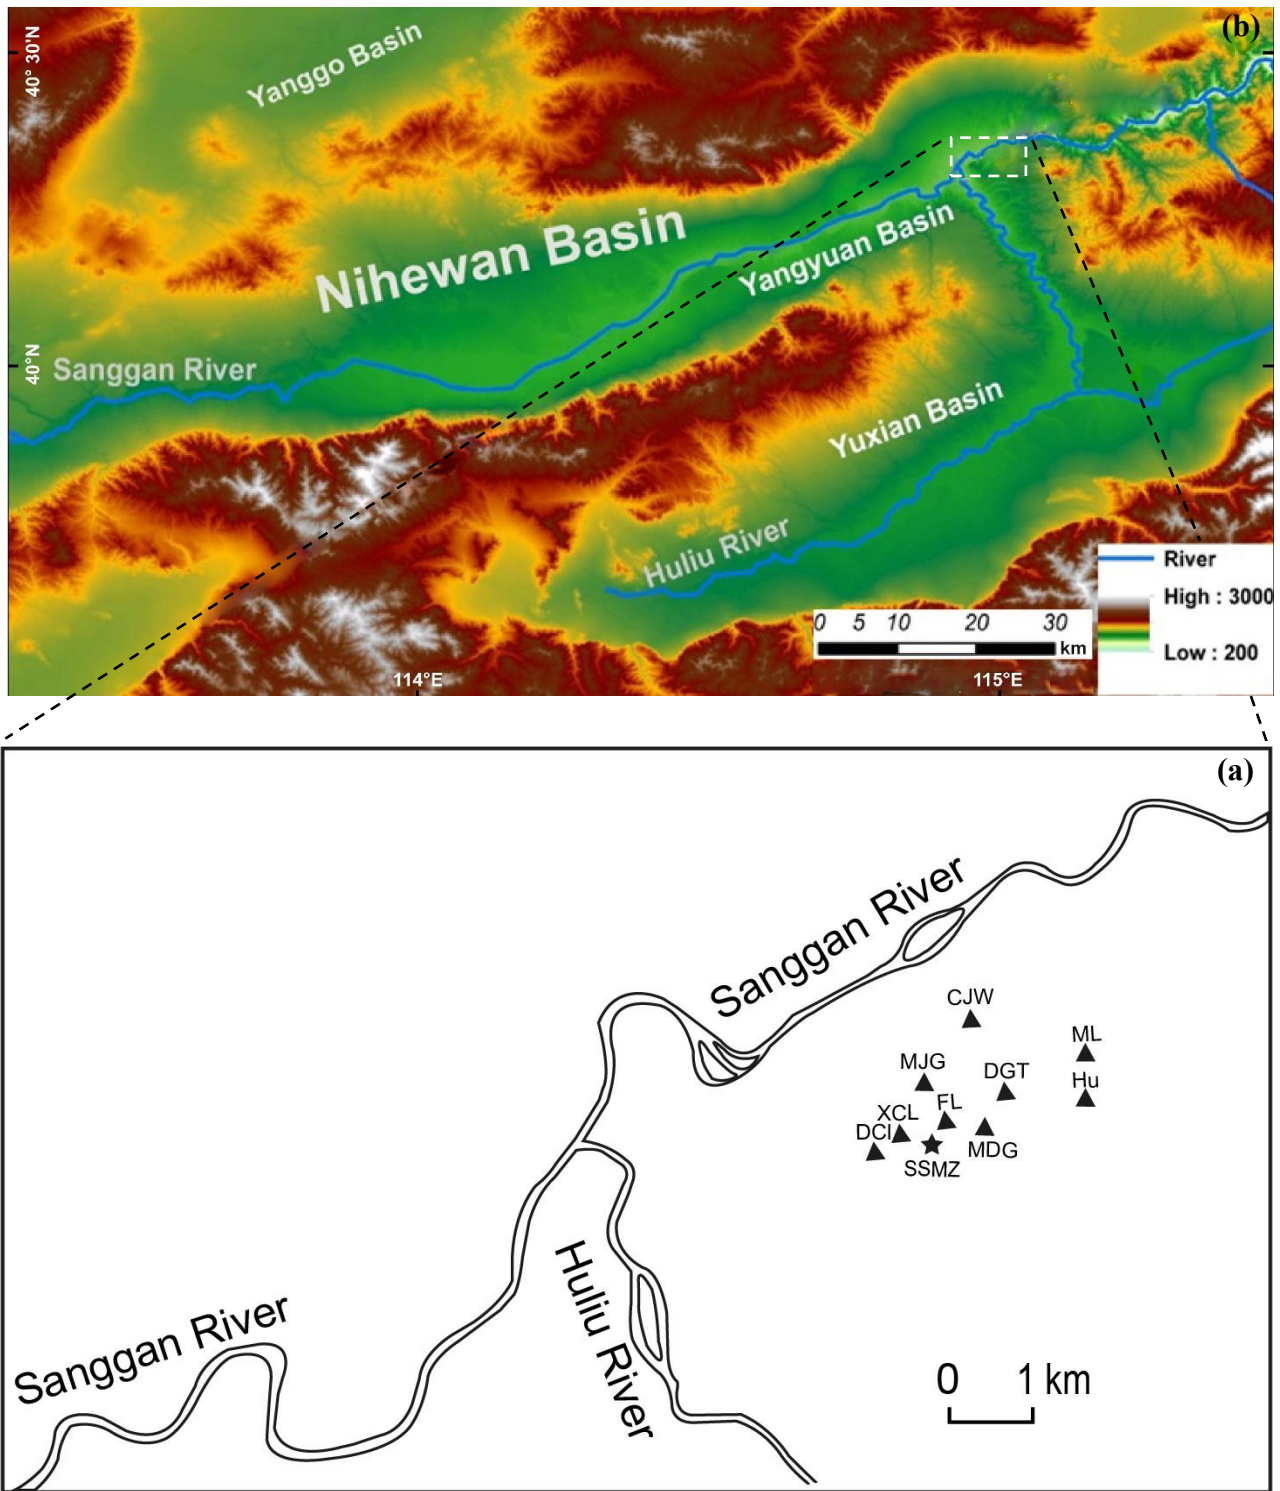 (b)
40° 30'N
Yanggo Basin
Nihewan Basin
Yangyuan Basin
40°N
Sanggan River
Yuxian Basin
Huliu River
River
High : 3000
Low : 200
0 5 10 20 30
km
114°E
115°E
(a)
Sanggan River
CJW
ML
MJG
DGT
Hu
XCL
FL
DCI
MDG
SSMZ
Huliu River
Sanggan River
0 1 km